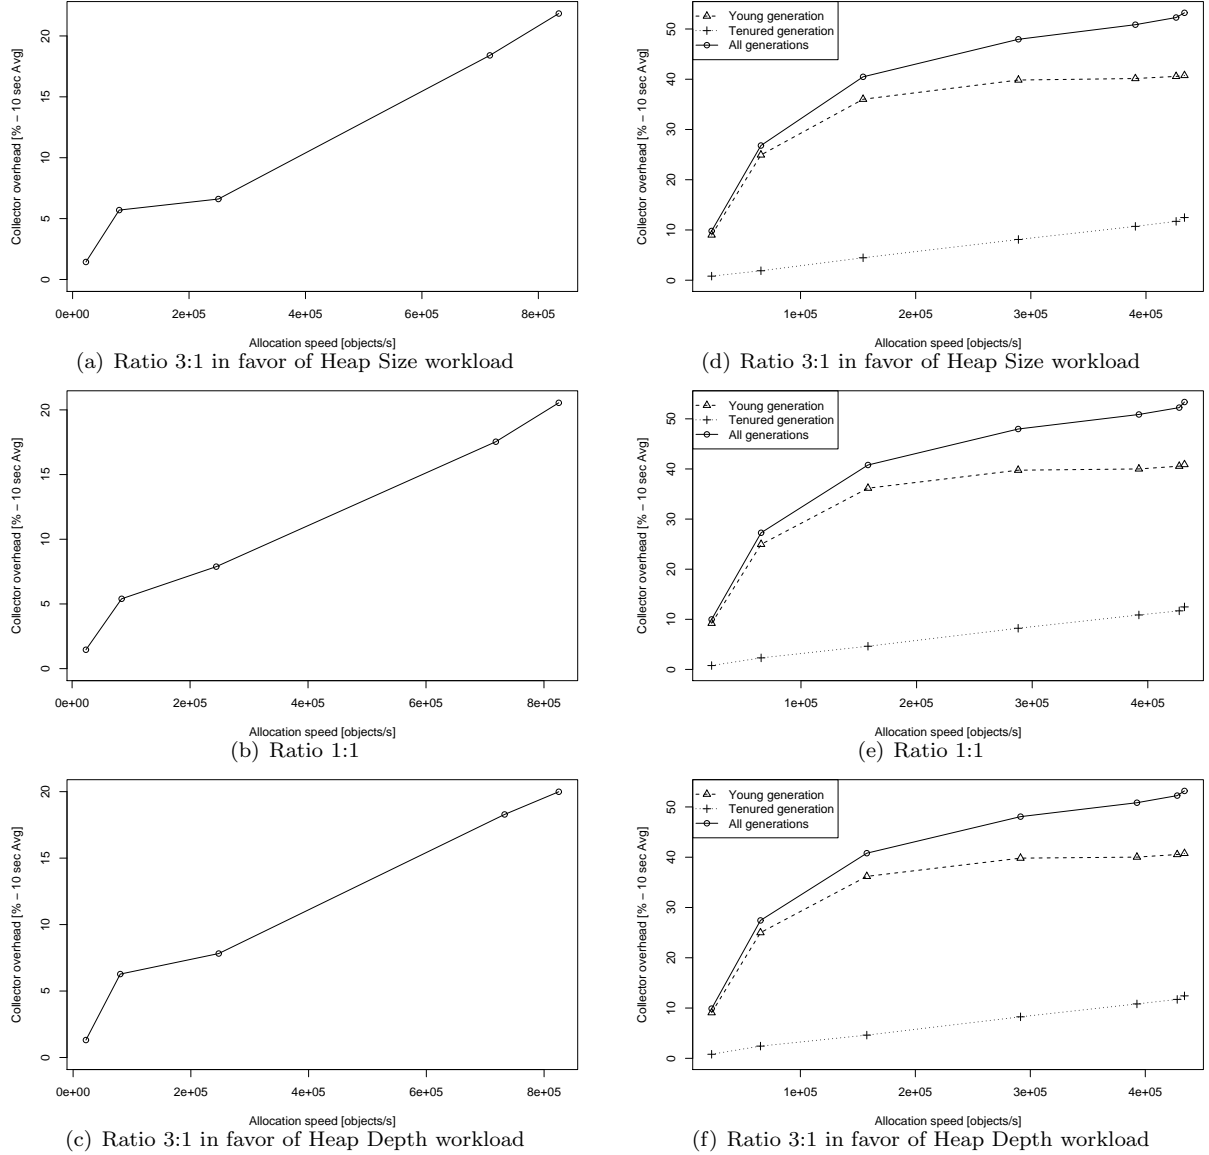 Collector overhead [% − 10 sec Avg]
20
15
10
5
0
0e+00 2e+05 4e+05 6e+05 8e+05
Allocation speed [objects/s]
(a) Ratio 3:1 in favor of Heap Size workload
Young generation
Tenured generation
All generations
Collector overhead [% − 10 sec Avg]
50
40
30
20
10
0
1e+05 2e+05 3e+05 4e+05
Allocation speed [objects/s]
(d) Ratio 3:1 in favor of Heap Size workload
Collector overhead [% − 10 sec Avg]
20
15
10
5
0
0e+00 2e+05 4e+05 6e+05 8e+05
Allocation speed [objects/s]
(b) Ratio 1:1
Young generation
Tenured generation
All generations
Collector overhead [% − 10 sec Avg]
50
40
30
20
10
0
1e+05 2e+05 3e+05 4e+05
Allocation speed [objects/s]
(e) Ratio 1:1
Collector overhead [% − 10 sec Avg]
20
15
10
5
0
0e+00 2e+05 4e+05 6e+05 8e+05
Allocation speed [objects/s]
(c) Ratio 3:1 in favor of Heap Depth workload
Young generation
Tenured generation
All generations
Collector overhead [% − 10 sec Avg]
50
40
30
20
10
0
1e+05 2e+05 3e+05 4e+05
Allocation speed [objects/s]
(f) Ratio 3:1 in favor of Heap Depth workload